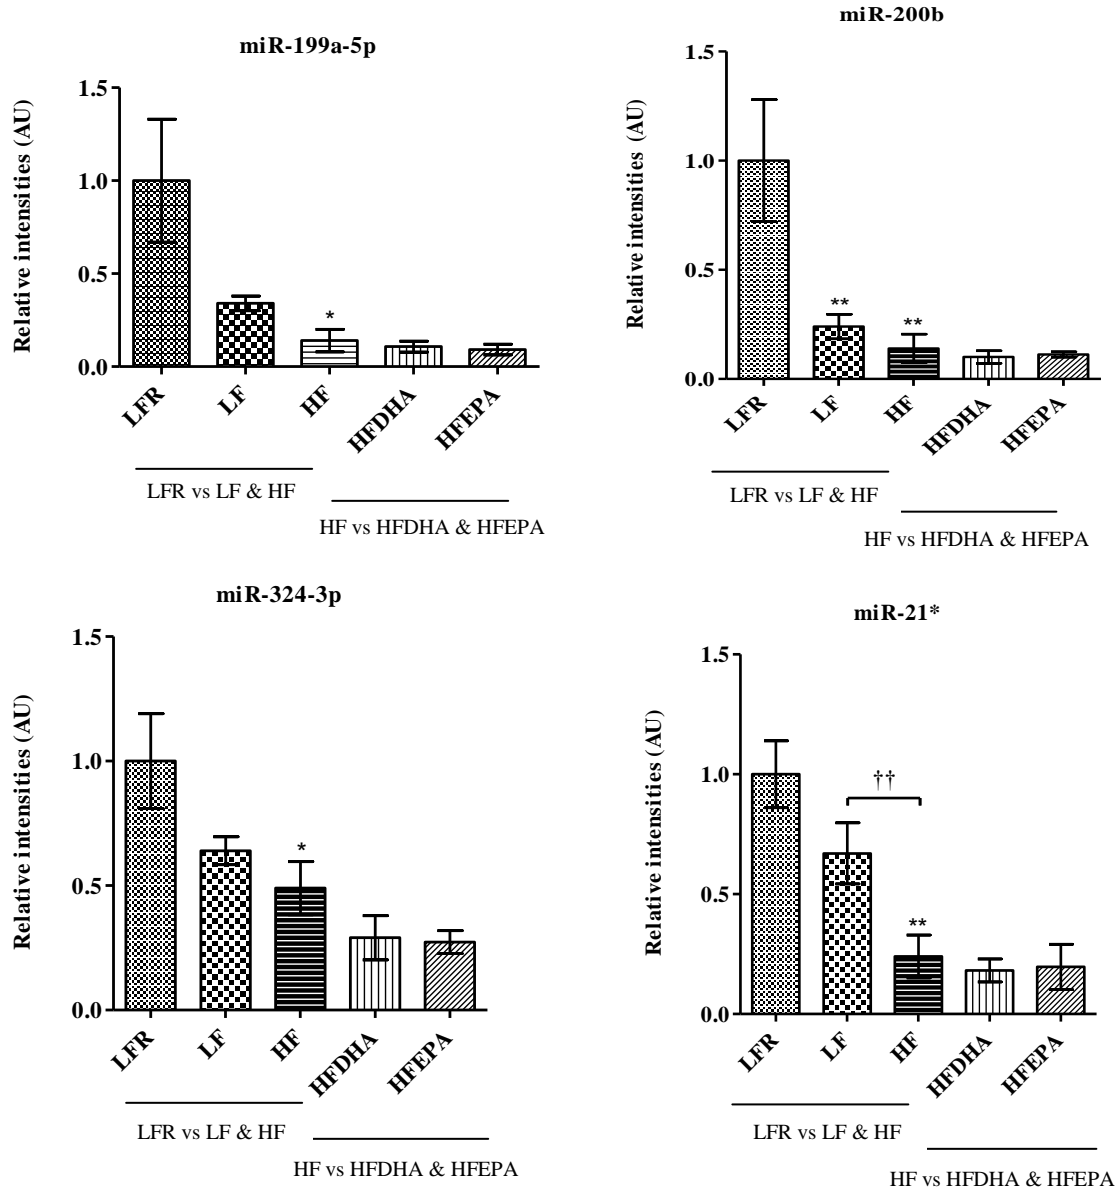 miR-199a-5p
Relative intensities (AU)
1.5
1.0
0.5
0.0
*
LFR
LF
HF
HFDHA
HFEPA
LFR vs LF & HF
HF vs HFDHA & HFEPA
miR-200b
Relative intensities (AU)
1.5
1.0
0.5
0.0
**
**
LFR
LF
HF
HFDHA
HFEPA
LFR vs LF & HF
HF vs HFDHA & HFEPA
miR-324-3p
Relative intensities (AU)
1.5
1.0
0.5
0.0
*
LFR
LF
HF
HFDHA
HFEPA
LFR vs LF & HF
HF vs HFDHA & HFEPA
miR-21*
Relative intensities (AU)
1.5
1.0
0.5
0.0
††
**
LFR
LF
HF
HFDHA
HFEPA
LFR vs LF & HF
HF vs HFDHA & HFEPA